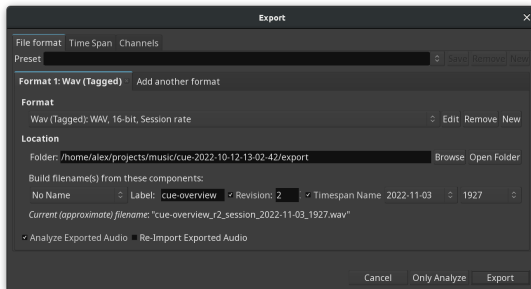 Export
File format Time Span Channels
Preset Save Remove New
Format 1: Wav (Tagged) Add another format
Format
Wav (Tagged): WAV, 16-bit, Session rate Edit Remove New
Location
Folder: /home/alex/projects/music/cue-2022-10-12-13-02-42/export Browse Open Folder
Build filename(s) from these components:
No Name Label: cue-overview Revision: 2 Timespan Name 2022-11-03 1927
Current (approximate) filename: "cue-overview_r2_session_2022-11-03_1927.wav"
Analyze Exported Audio Re-Import Exported Audio
Cancel Only Analyze Export